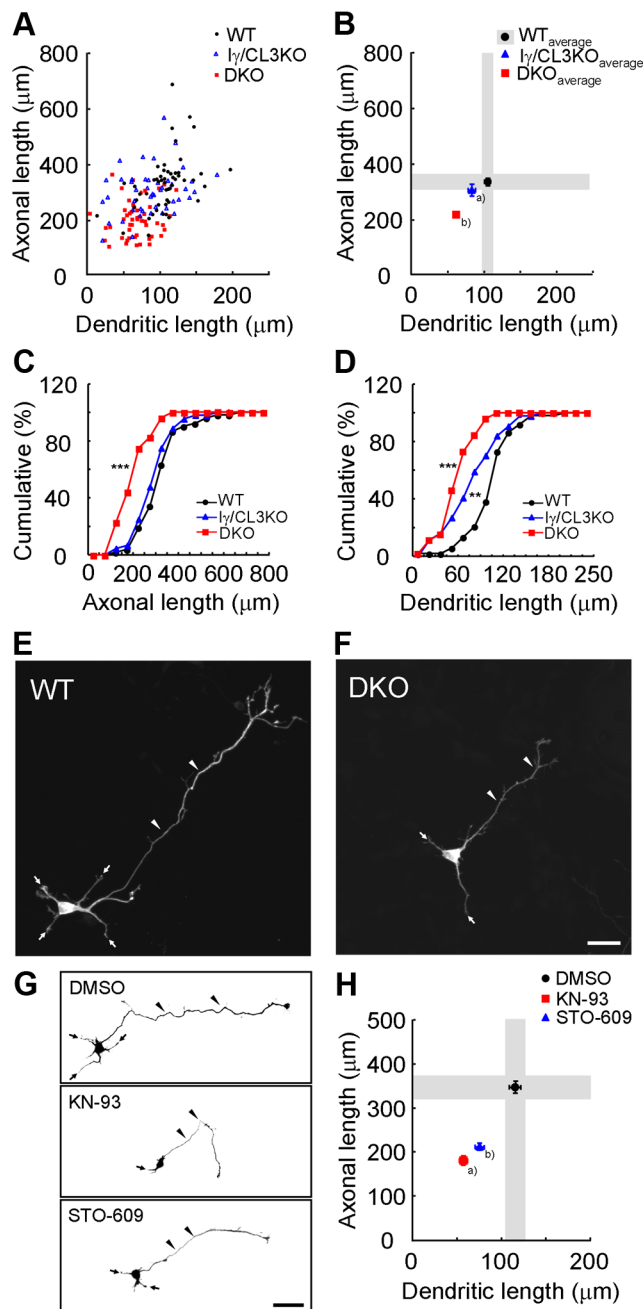 A
WT
Iγ/CL3KO
DKO
Axonal length (μm)
800
600
400
200
0
0 100 200
Dendritic length (μm)
B
WTaverage
Iγ/CL3KOaverage
DKOaverage
Axonal length (μm)
800
600
400
200
0
a)
b)
0 100 200
Dendritic length (μm)
C
Cumulative (%)
120
80
40
0
***
WT
Iγ/CL3KO
DKO
0 200 400 600 800
Axonal length (μm)
D
Cumulative (%)
120
80
40
0
***
**
WT
Iγ/CL3KO
DKO
60 120 180 250
Dendritic length (μm)
E
WT
F
DKO
G
DMSO
KN-93
STO-609
H
DMSO
KN-93
STO-609
Axonal length (μm)
500
400
300
200
100
0
b)
a)
0 50 100 150 200
Dendritic length (μm)